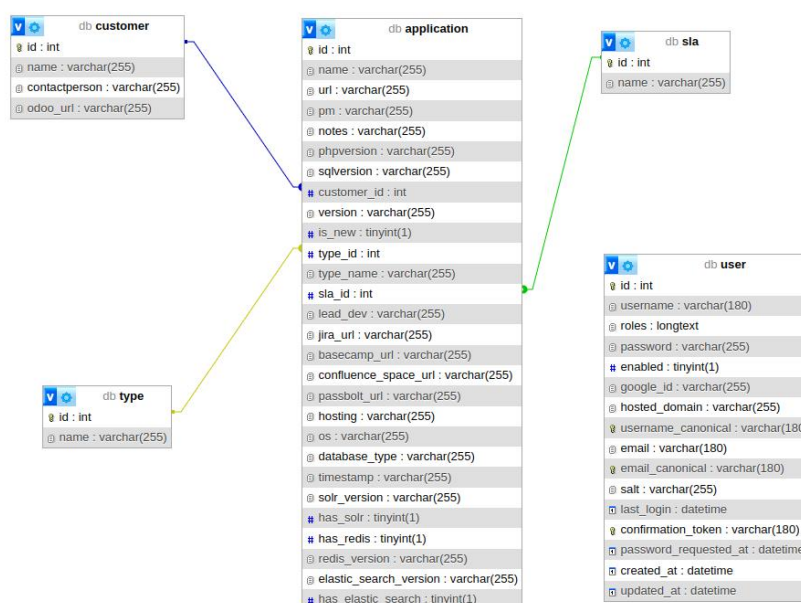 db customer
id : int
name : varchar(255)
contactperson : varchar(255)
odoo_url : varchar(255)
db application
id : int
name : varchar(255)
url : varchar(255)
pm : varchar(255)
notes : varchar(255)
phpversion : varchar(255)
sqlversion : varchar(255)
customer_id : int
version : varchar(255)
is_new : tinyint(1)
type_id : int
type_name : varchar(255)
sla_id : int
lead_dev : varchar(255)
jira_url : varchar(255)
basecamp_url : varchar(255)
confluence_space_url : varchar(255)
passbolt_url : varchar(255)
hosting : varchar(255)
os : varchar(255)
database_type : varchar(255)
timestamp : varchar(255)
solr_version : varchar(255)
has_solr : tinyint(1)
has_redis : tinyint(1)
redis_version : varchar(255)
elastic_search_version : varchar(255)
has_elastic_search : tinyint(1)
db sla
id : int
name : varchar(255)
db type
id : int
name : varchar(255)
db user
id : int
username : varchar(180)
roles : longtext
password : varchar(255)
enabled : tinyint(1)
google_id : varchar(255)
hosted_domain : varchar(255)
username_canonical : varchar(180
email : varchar(180)
email_canonical : varchar(180)
salt : varchar(255)
last_login : datetime
confirmation_token : varchar(180)
password_requested_at : datetime
created_at : datetime
updated_at : datetime